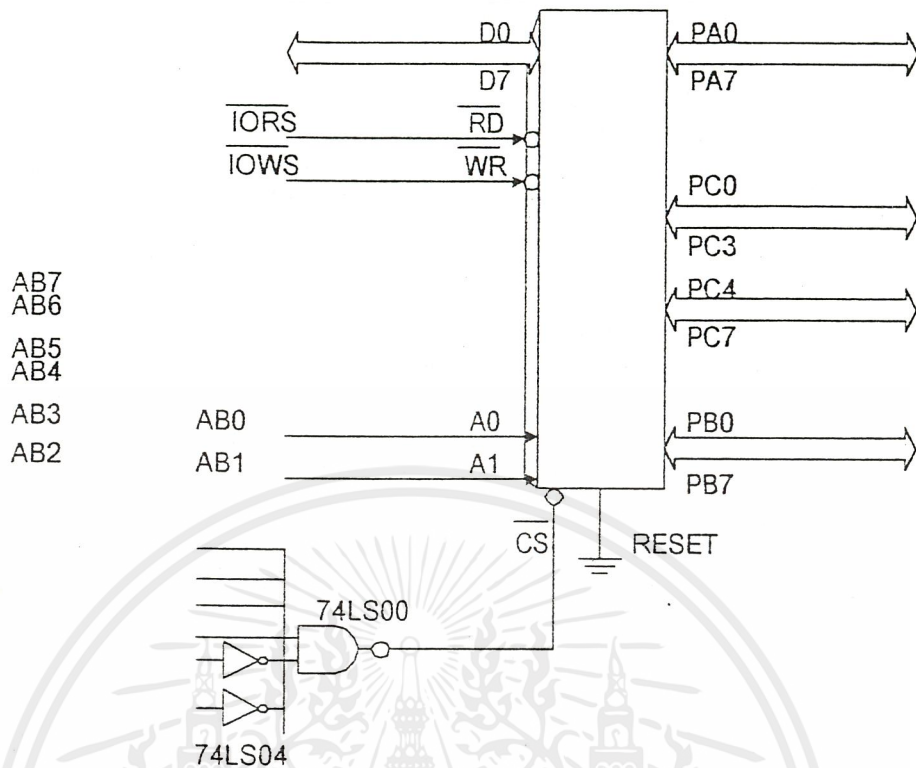 D0
PA0
D7
PA7
IORS
RD
IOWS
WR
PC0
PC3
AB7
AB6
PC4
PC7
AB5
AB4
AB3
AB0
A0
PB0
AB2
AB1
A1
PB7
CS
RESET
74LS00
74LS04